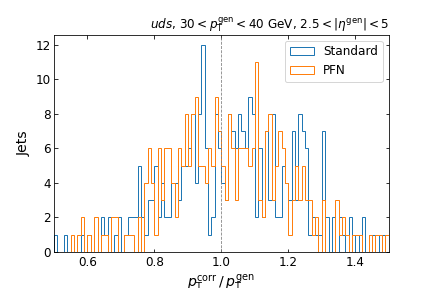 uds, 30 < p_T^gen < 40 GeV, 2.5 < |η^gen| < 5
Standard
PFN
Jets
12
10
8
6
4
2
0
0.6 0.8 1.0 1.2 1.4
p_T^corr / p_T^gen